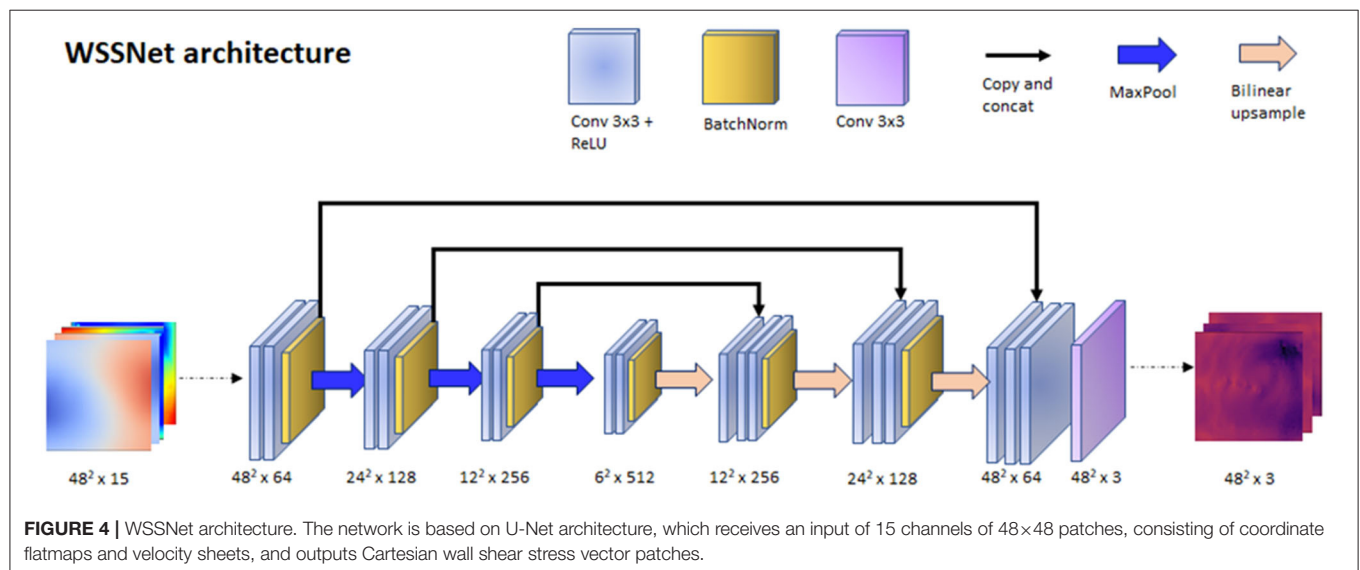 WSSNet architecture
Conv 3x3 +
ReLU
BatchNorm
Conv 3x3
Copy and
concat
MaxPool
Bilinear
upsample
48² x 15
48² x 64
24² x 128
12² x 256
6² x 512
12² x 256
24² x 128
48² x 64
48² x 3
48² x 3
FIGURE 4 | WSSNet architecture. The network is based on U-Net architecture, which receives an input of 15 channels of 48×48 patches, consisting of coordinate
flatmaps and velocity sheets, and outputs Cartesian wall shear stress vector patches.